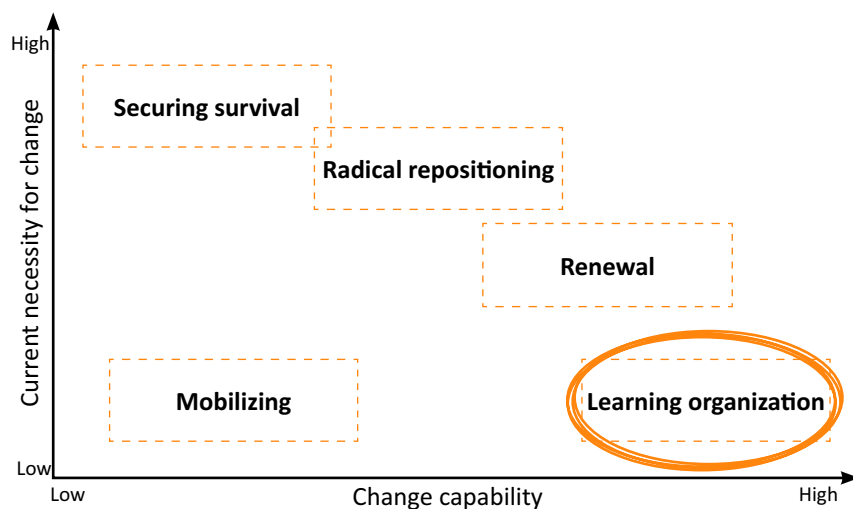 High
Securing survival
Radical repositioning
Current necessity for change
Renewal
Mobilizing
Learning organization
Low
Low
Change capability
High